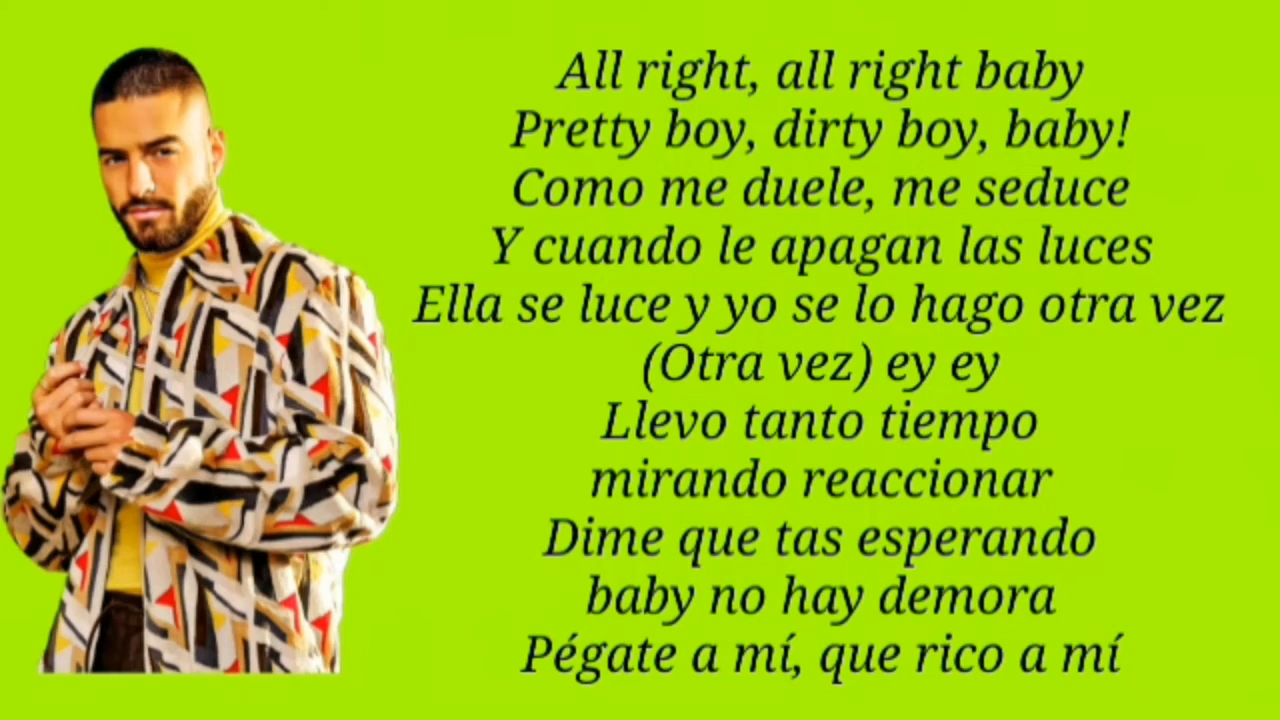 All right, all right baby
Pretty boy, dirty boy, baby!
Como me duele, me seduce
Y cuando le apagan las luces
Ella se luce y yo se lo hago otra vez
(Otra vez) ey ey
Llevo tanto tiempo
mirando reaccionar
Dime que tas esperando
baby no hay demora
Pégate a mí, que rico a mí